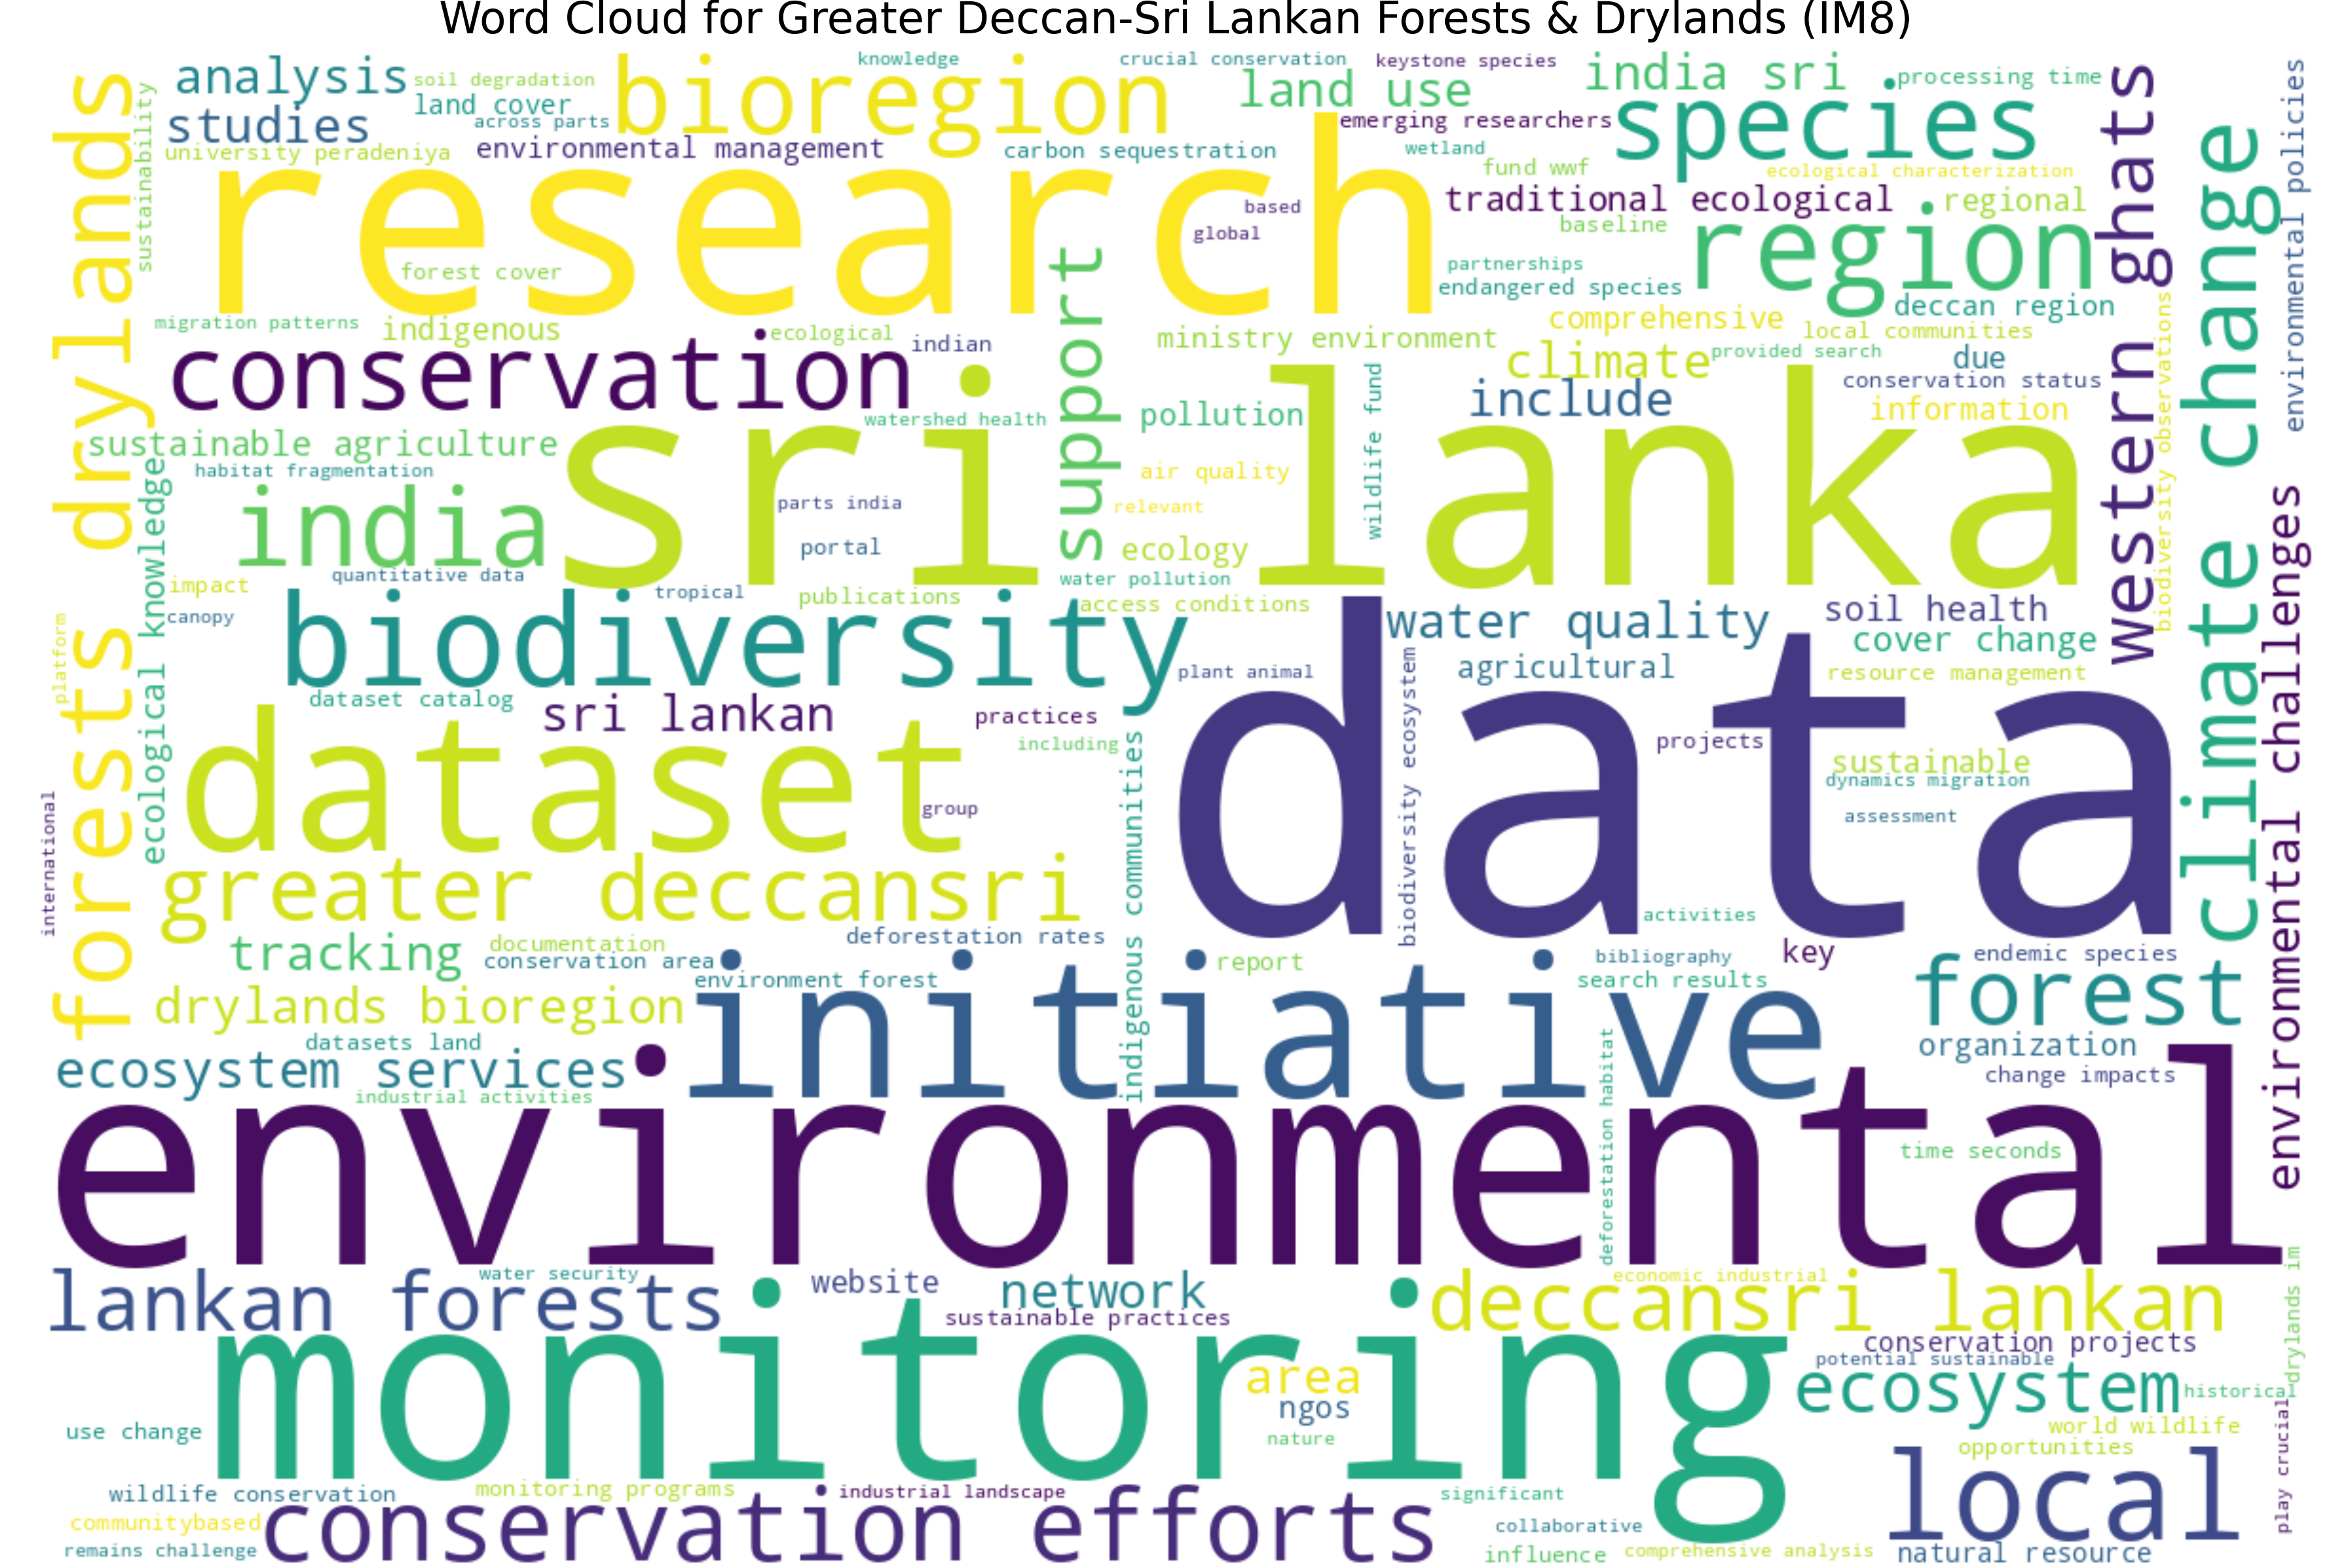 Word Cloud for Greater Deccan-Sri Lankan Forests & Drylands (IM8)
knowledge
crucial conservation
keystone species
analysis
soil degradation
bioregion
land use
india sri
processing time
land cover
studies
across parts
emerging researchers
species
university peradeniya
environmental management
carbon sequestration
wetland
fund wwf
ecological characterization
research
based
global
traditional ecological
regional
baseline
region
forest cover
partnerships
endangered species
deccan region
migration patterns
indigenous
ecological
indian
ministry environment
comprehensive
local communities
climate
provided search
due
conservation
include
conservation status
information
watershed health
pollution
sustainable agriculture
habitat fragmentation
air quality
sri lanka
india
parts india
relevant
portal
ecology
quantitative data
water pollution
impact
tropical
publications
access conditions
canopy
biodiversity
water quality
soil health
cover change
plant animal
agricultural
resource management
dataset catalog
sri lankan
practices
including
projects
sustainable
dynamics migration
data
dataset
group
assessment
greater deccansri
activities
tracking
documentation
deforestation rates
conservation area
report
bibliography
key
endemic species
environment forest
search results
forest
drylands bioregion
initiative
datasets land
organization
ecosystem services
change impacts
industrial activities
environmental
time seconds
water security
website
network
economic industrial
lankan forests
deccansri lankan
sustainable practices
conservation projects
monitoring
area
potential sustainable
ecosystem
historical
ngos
nature
use change
world wildlife
opportunities
local
wildlife conservation
monitoring programs
industrial landscape
significant
communitybased
conservation efforts
collaborative
remains challenge
influence
comprehensive analysis
natural resource
forests drylands
sustainability
ecological knowledge
platform
international
support
wildlife fund
indigenous communities
biodiversity ecosystem
deforestation habitat
western ghats
biodiversity observations
climate change
environmental policies
environmental challenges
drylands im
play crucial